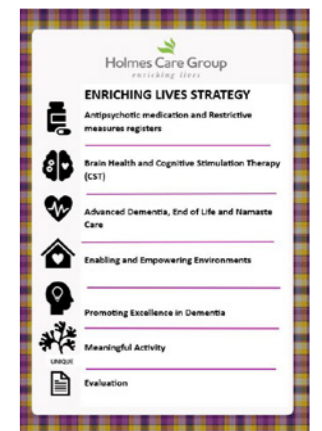 Holmes Care Group
enriching lives
ENRICHING LIVES STRATEGY
Antipsychotic medication and Restrictive
measures registers
Brain Health and Cognitive Stimulation Therapy
(CST)
Advanced Dementia, End of Life and Namaste
Care
Enabling and Empowering Environments
Promoting Excellence in Dementia
Meaningful Activity
UNIQUE
Evaluation